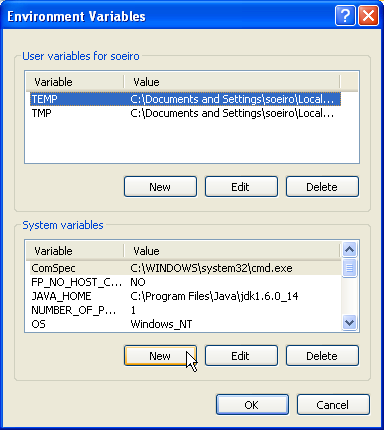 Environment Variables
User variables for soeiro
Variable Value
TEMP C:\Documents and Settings\soeiro\Local...
TMP C:\Documents and Settings\soeiro\Local...
New Edit Delete
System variables
Variable Value
ComSpec C:\WINDOWS\system32\cmd.exe
FP_NO_HOST_C... NO
JAVA_HOME C:\Program Files\Java\jdk1.6.0_14
NUMBER_OF_P... 1
OS Windows_NT
New Edit Delete
OK Cancel